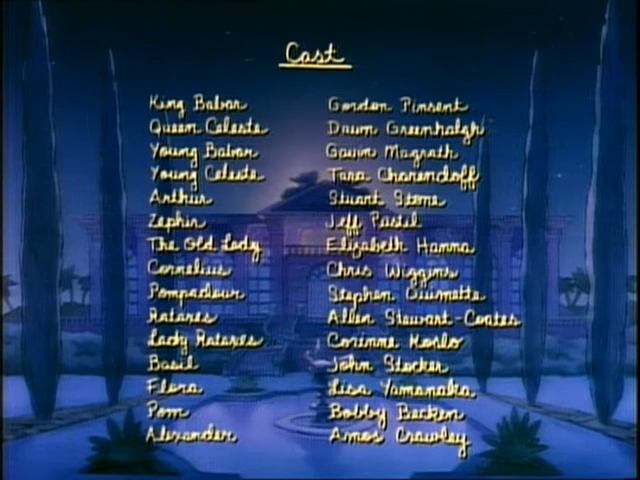 Cast
King Babar Gordon Pinsent
Queen Celeste Dawn Greenhalgh
Young Babar Gavin Magrath
Young Celeste Tara Charendoff
Arthur Stuart Stone
Zephir Jeff Pustil
The Old Lady Elizabeth Hanna
Cornelius Chris Wiggins
Pompadour Stephen Ouimette
Rataxes Allen Stewart-Coates
Lady Rataxes Corinne Koslo
Basil John Stocker
Flora Lisa Yamanaka
Pom Bobby Becken
Alexander Amos Crawley